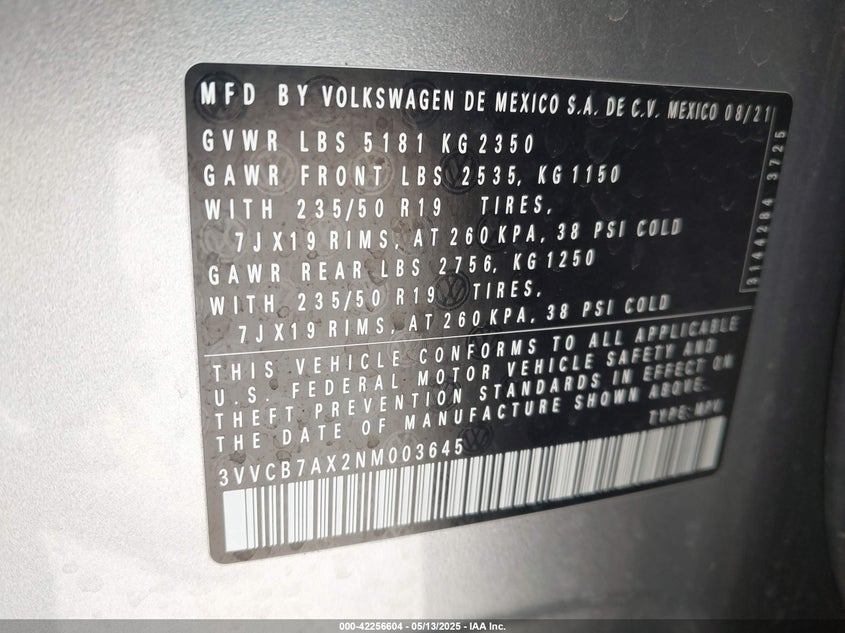 MFD BY VOLKSWAGEN DE MEXICO S.A. DE C.V. MEXICO 08/21
GVWR LBS 5181 KG 2350
GAWR FRONT LBS 2535, KG 1150
WITH 235/50 R19 TIRES,
7JX19 RIMS, AT 260 KPA, 38 PSI COLD
GAWR REAR LBS 2756, KG 1250
WITH 235/50 R19 TIRES,
7JX19 RIMS, AT 260 KPA, 38 PSI COLD
THIS VEHICLE CONFORMS TO ALL APPLICABLE
U.S. FEDERAL MOTOR VEHICLE SAFETY AND
THEFT PREVENTION STANDARDS IN EFFECT ON
THE DATE OF MANUFACTURE SHOWN ABOVE.
TYPE: MPV
3VVCB7AX2NM003645
3144284 3725
000-42256604 - 05/13/2025 - IAA Inc.